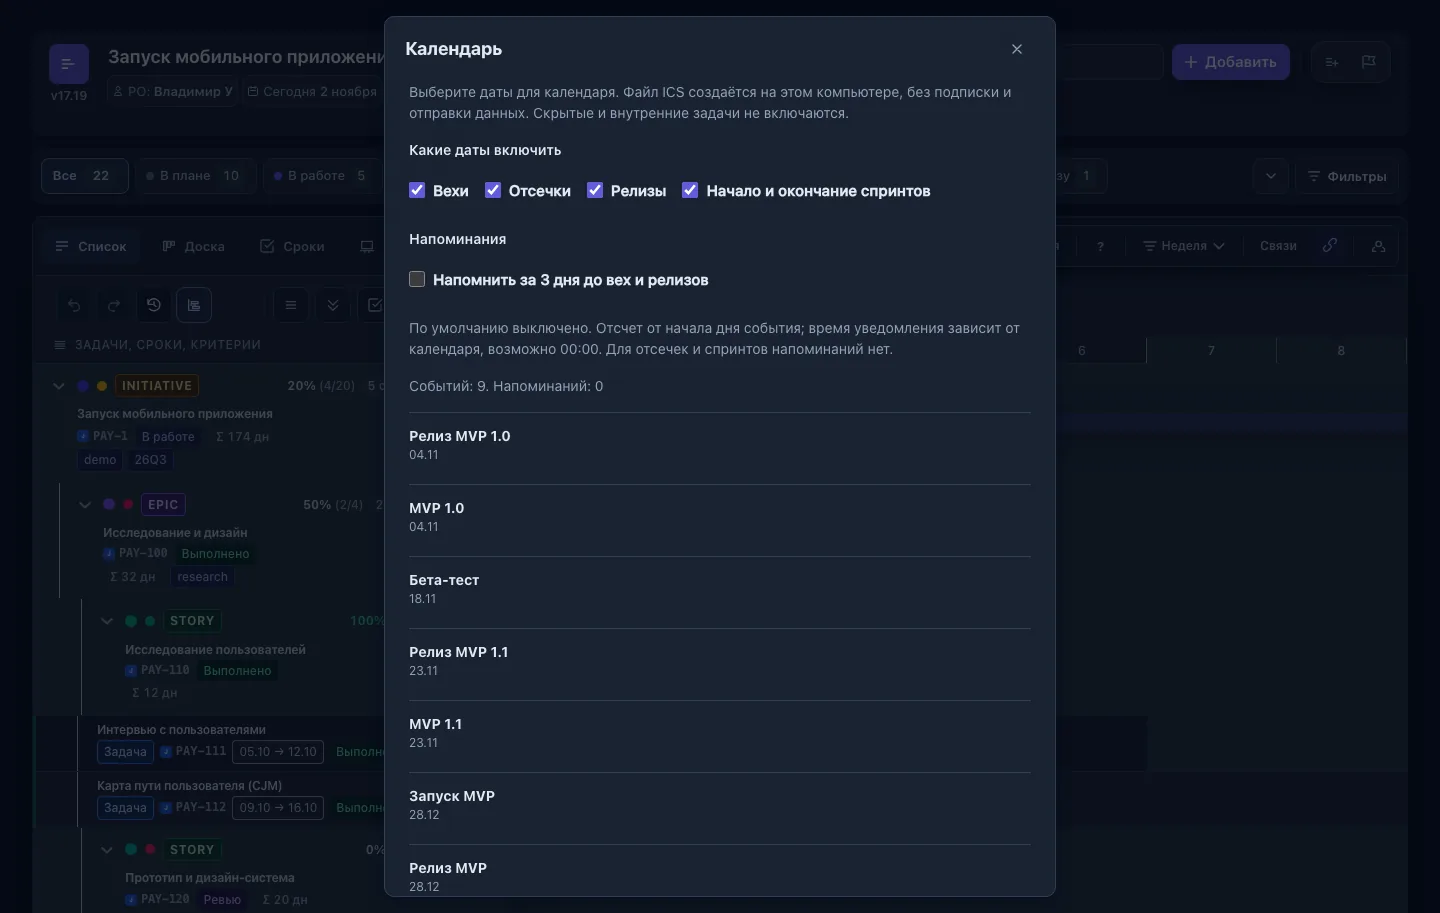 Календарь
Запуск мобильного приложени
v17.19
PO: Владимир У
Сегодня 2 ноября
Добавить
Выберите даты для календаря. Файл ICS создаётся на этом компьютере, без подписки и
отправки данных. Скрытые и внутренние задачи не включаются.
Какие даты включить
Вехи
Отсечки
Релизы
Начало и окончание спринтов
Напоминания
Напомнить за 3 дня до вех и релизов
По умолчанию выключено. Отсчет от начала дня события; время уведомления зависит от
календаря, возможно 00:00. Для отсечек и спринтов напоминаний нет.
Событий: 9. Напоминаний: 0
Релиз MVP 1.0
04.11
MVP 1.0
04.11
Бета-тест
18.11
Релиз MVP 1.1
23.11
MVP 1.1
23.11
Запуск MVP
28.12
Релиз MVP
28.12
Все 22
В плане 10
В работе 5
зу 1
Фильтры
Список
Доска
Сроки
я
?
Неделя
Связи
ЗАДАЧИ, СРОКИ, КРИТЕРИИ
6
7
8
INITIATIVE
20% (4/20) 5 с
Запуск мобильного приложения
PAY-1 В работе Σ 174 дн
demo 26Q3
EPIC
50% (2/4) 2
Исследование и дизайн
PAY-100 Выполнено
Σ 32 дн research
STORY
100%
Исследование пользователей
PAY-110 Выполнено
Σ 12 дн
Интервью с пользователями
Задача PAY-111 05.10 → 12.10 Выполне
Карта пути пользователя (CJM)
Задача PAY-112 09.10 → 16.10 Выполне
STORY
0%
Прототип и дизайн-система
PAY-120 Ревью Σ 20 дн